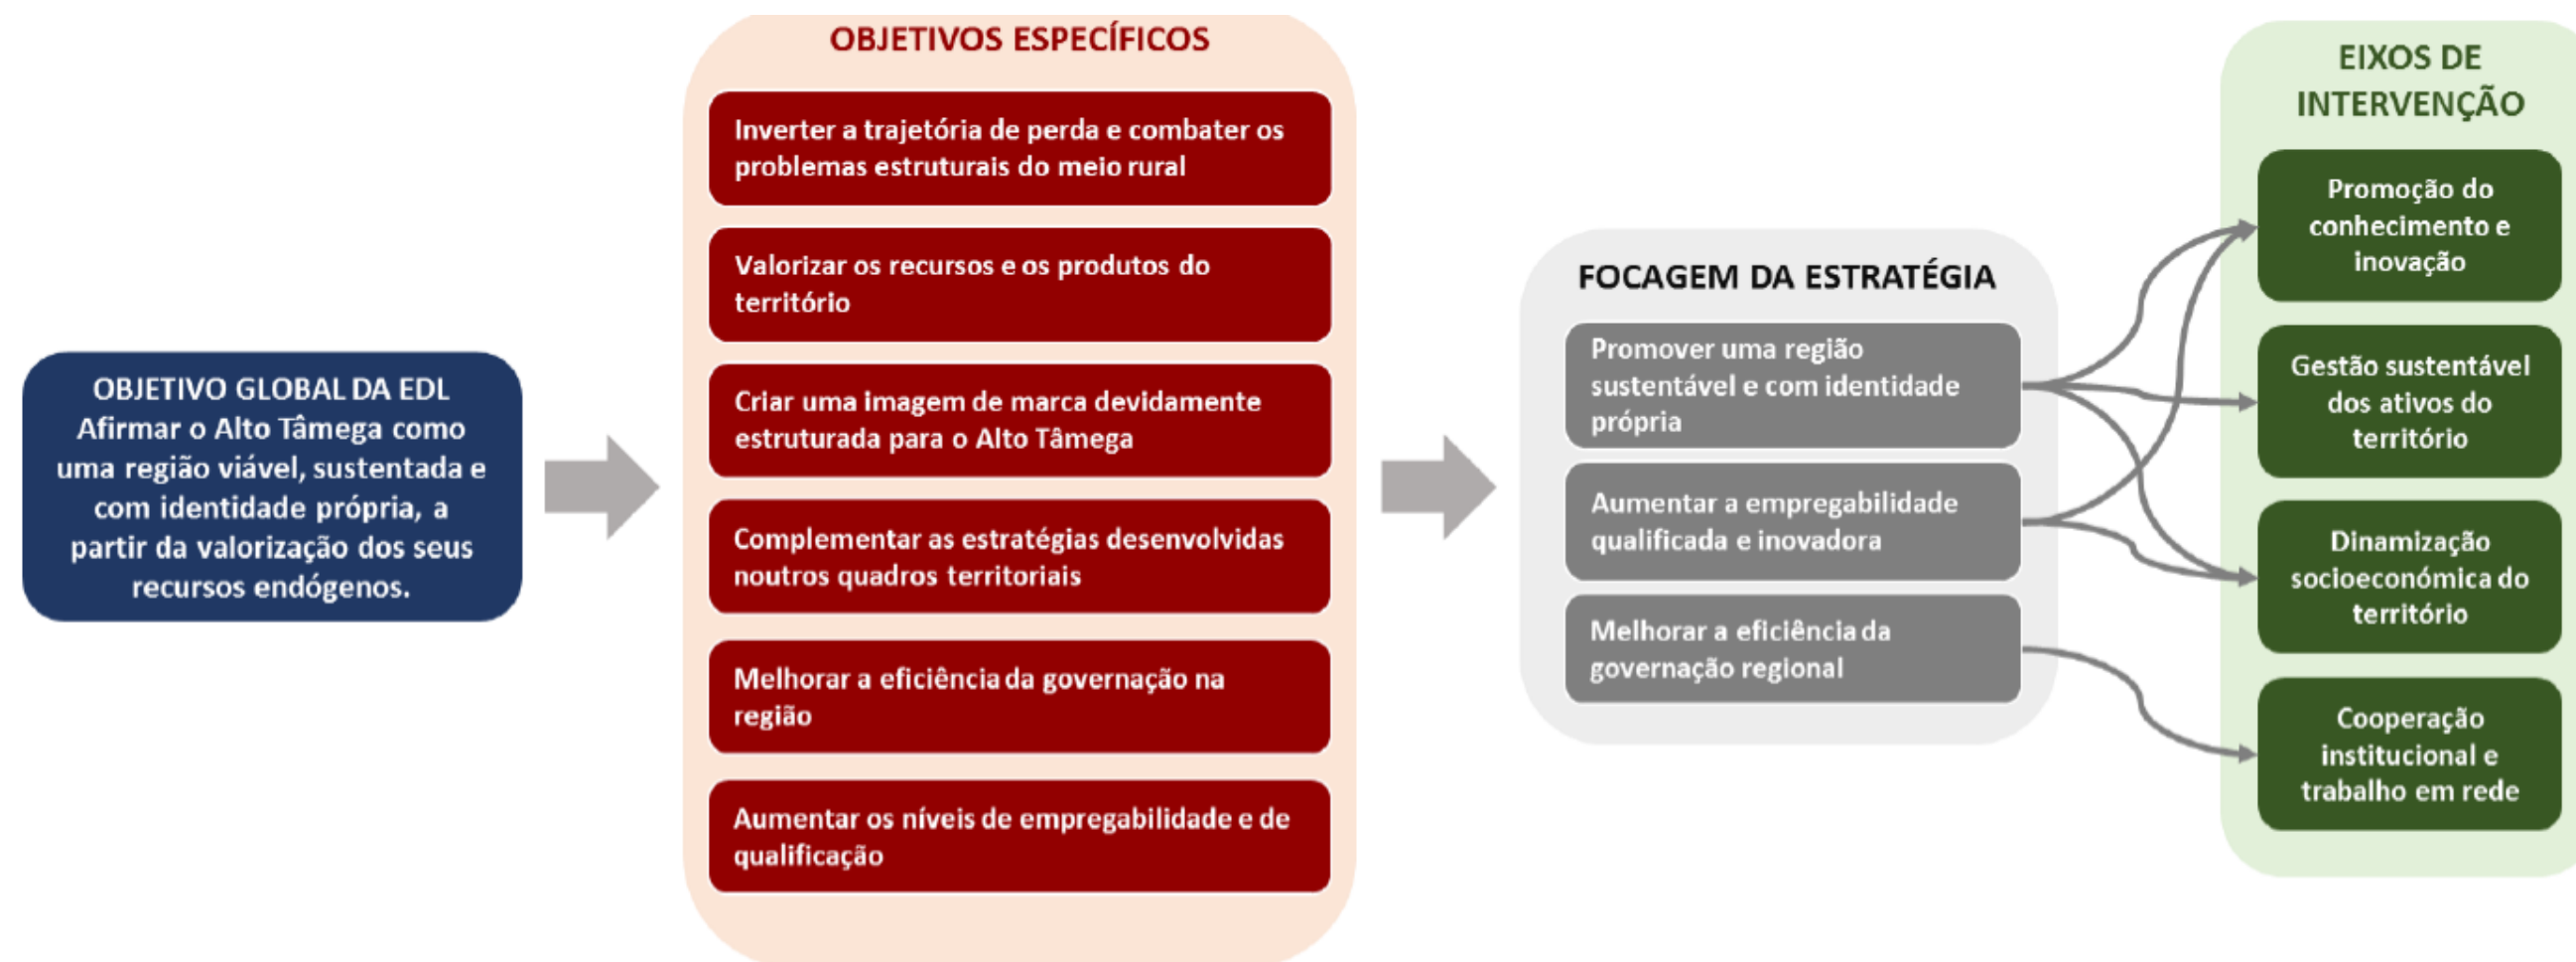 OBJETIVO GLOBAL DA EDL
Afirmar o Alto Tâmega como
uma região viável, sustentada e
com identidade própria, a
partir da valorização dos seus
recursos endógenos.
OBJETIVOS ESPECÍFICOS
Inverter a trajetória de perda e combater os
problemas estruturais do meio rural
Valorizar os recursos e os produtos do
território
Criar uma imagem de marca devidamente
estruturada para o Alto Tâmega
Complementar as estratégias desenvolvidas
noutros quadros territoriais
Melhorar a eficiência da governação na
região
Aumentar os níveis de empregabilidade e de
qualificação
FOCAGEM DA ESTRATÉGIA
Promover uma região
sustentável e com identidade
própria
Aumentar a empregabilidade
qualificada e inovadora
Melhorar a eficiência da
governação regional
EIXOS DE
INTERVENÇÃO
Promoção do
conhecimento e
inovação
Gestão sustentável
dos ativos do
território
Dinamização
socioeconómica do
território
Cooperação
institucional e
trabalho em rede